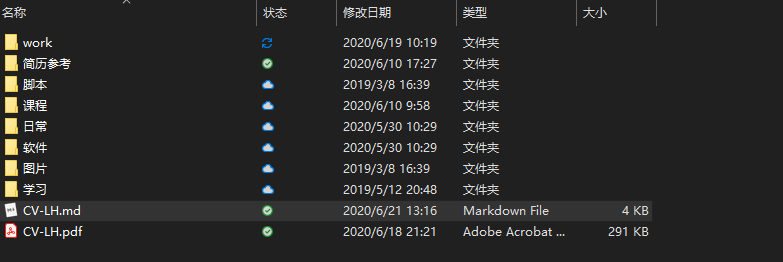 名称 状态 修改日期 类型 大小
work 2020/6/19 10:19 文件夹
简历参考 2020/6/10 17:27 文件夹
脚本 2019/3/8 16:39 文件夹
课程 2020/6/10 9:58 文件夹
日常 2020/5/30 10:29 文件夹
软件 2020/5/30 10:29 文件夹
图片 2019/3/8 16:39 文件夹
学习 2019/5/12 20:48 文件夹
CV-LH.md 2020/6/21 13:16 Markdown File 4 KB
CV-LH.pdf 2020/6/18 21:21 Adobe Acrobat ... 291 KB